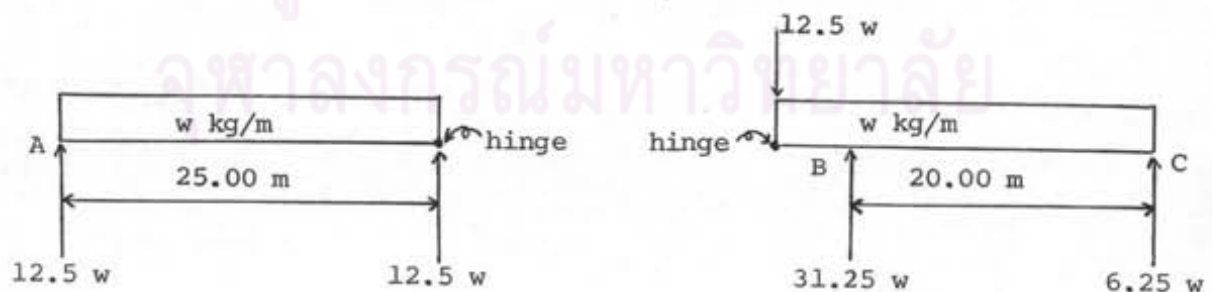 12.5 w
จุฬาลงกรณ์มหาวิทยาลัย
w kg/m
w kg/m
A
hinge
hinge
25.00 m
B
20.00 m
C
12.5 w
12.5 w
31.25 w
6.25 w